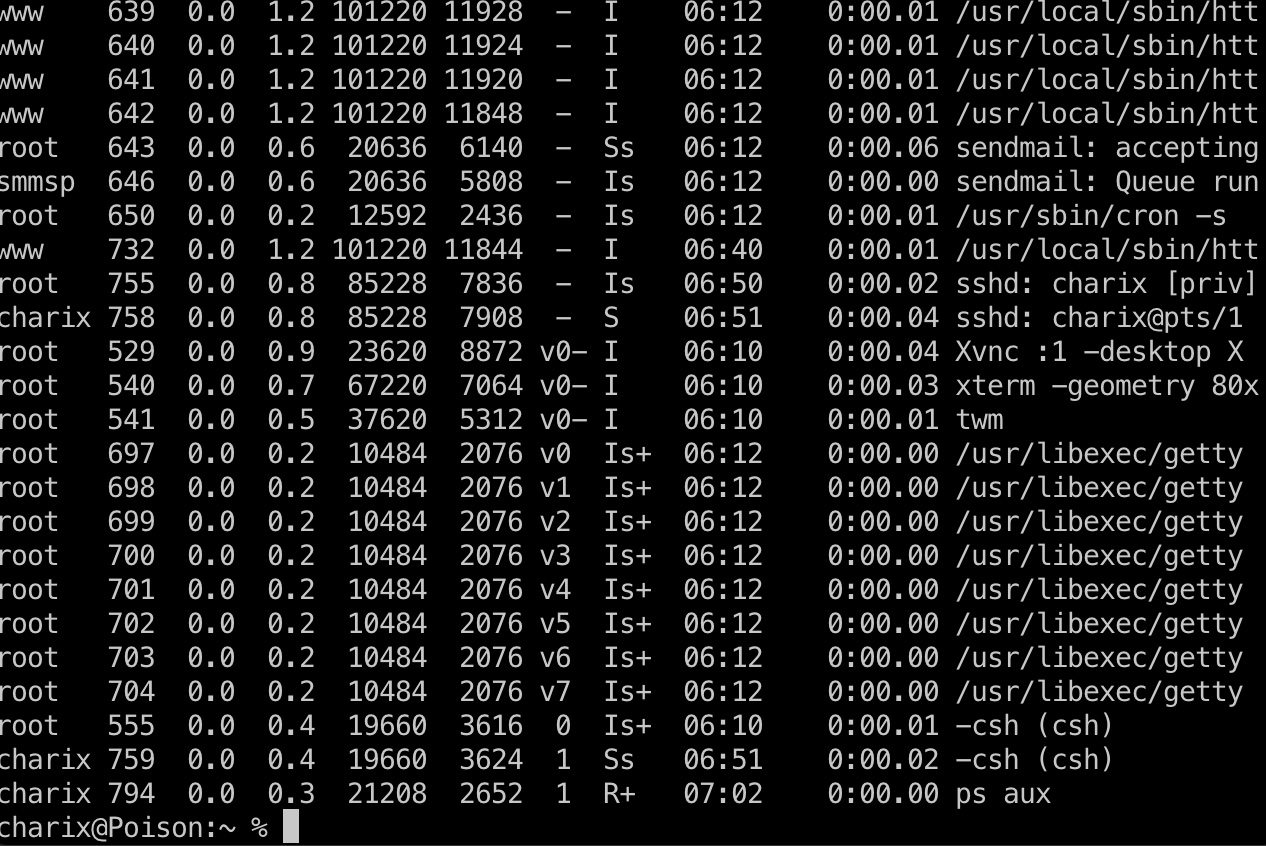 www 639 0.0 1.2 101220 11928 - I 06:12 0:00.01 /usr/local/sbin/htt
www 640 0.0 1.2 101220 11924 - I 06:12 0:00.01 /usr/local/sbin/htt
www 641 0.0 1.2 101220 11920 - I 06:12 0:00.01 /usr/local/sbin/htt
www 642 0.0 1.2 101220 11848 - I 06:12 0:00.01 /usr/local/sbin/htt
root 643 0.0 0.6 20636 6140 - Ss 06:12 0:00.06 sendmail: accepting
smmsp 646 0.0 0.6 20636 5808 - Is 06:12 0:00.00 sendmail: Queue run
root 650 0.0 0.2 12592 2436 - Is 06:12 0:00.01 /usr/sbin/cron -s
www 732 0.0 1.2 101220 11844 - I 06:40 0:00.01 /usr/local/sbin/htt
root 755 0.0 0.8 85228 7836 - Is 06:50 0:00.02 sshd: charix [priv]
charix 758 0.0 0.8 85228 7908 - S 06:51 0:00.04 sshd: charix@pts/1
root 529 0.0 0.9 23620 8872 v0- I 06:10 0:00.04 Xvnc :1 -desktop X
root 540 0.0 0.7 67220 7064 v0- I 06:10 0:00.03 xterm -geometry 80x
root 541 0.0 0.5 37620 5312 v0- I 06:10 0:00.01 twm
root 697 0.0 0.2 10484 2076 v0 Is+ 06:12 0:00.00 /usr/libexec/getty
root 698 0.0 0.2 10484 2076 v1 Is+ 06:12 0:00.00 /usr/libexec/getty
root 699 0.0 0.2 10484 2076 v2 Is+ 06:12 0:00.00 /usr/libexec/getty
root 700 0.0 0.2 10484 2076 v3 Is+ 06:12 0:00.00 /usr/libexec/getty
root 701 0.0 0.2 10484 2076 v4 Is+ 06:12 0:00.00 /usr/libexec/getty
root 702 0.0 0.2 10484 2076 v5 Is+ 06:12 0:00.00 /usr/libexec/getty
root 703 0.0 0.2 10484 2076 v6 Is+ 06:12 0:00.00 /usr/libexec/getty
root 704 0.0 0.2 10484 2076 v7 Is+ 06:12 0:00.00 /usr/libexec/getty
root 555 0.0 0.4 19660 3616 0 Is+ 06:10 0:00.01 -csh (csh)
charix 759 0.0 0.4 19660 3624 1 Ss 06:51 0:00.02 -csh (csh)
charix 794 0.0 0.3 21208 2652 1 R+ 07:02 0:00.00 ps aux
charix@Poison:~ %